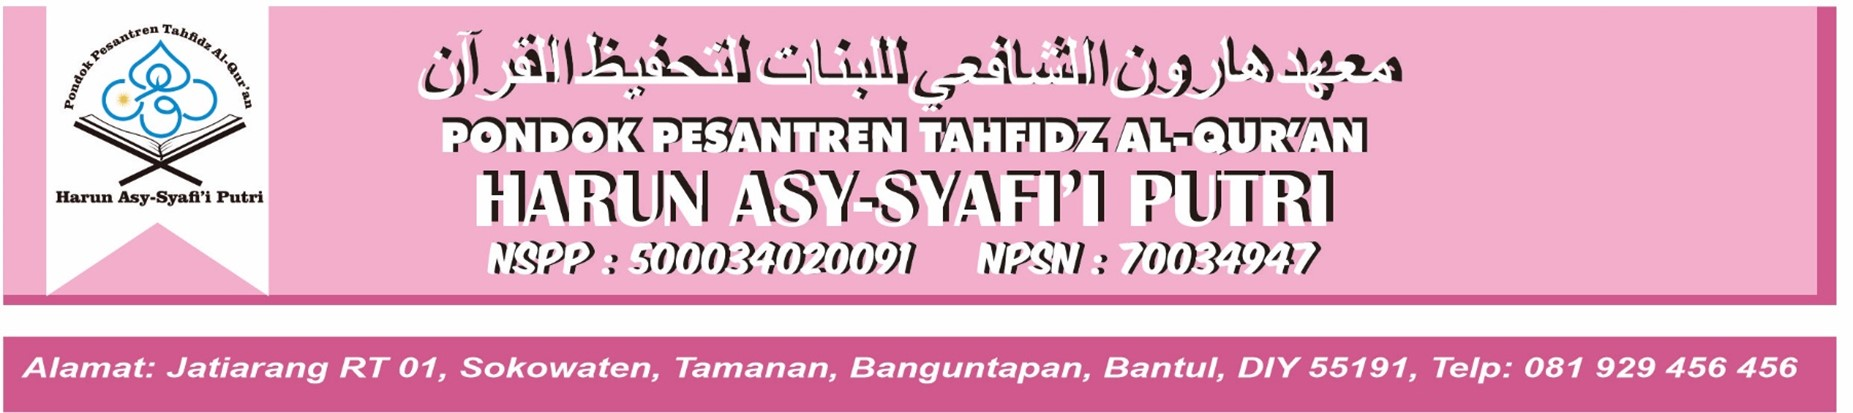 Pondok Pesantren Tahfidz Al-Qur'an
Harun Asy-Syafi'i Putri
معهد هارون الشافعي للبنات لتحفيظ القرآن
PONDOK PESANTREN TAHFIDZ AL-QUR'AN
HARUN ASY-SYAFI'I PUTRI
NSPP : 500034020091 NPSN : 70034947
Alamat: Jatiarang RT 01, Sokowaten, Tamanan, Banguntapan, Bantul, DIY 55191, Telp: 081 929 456 456